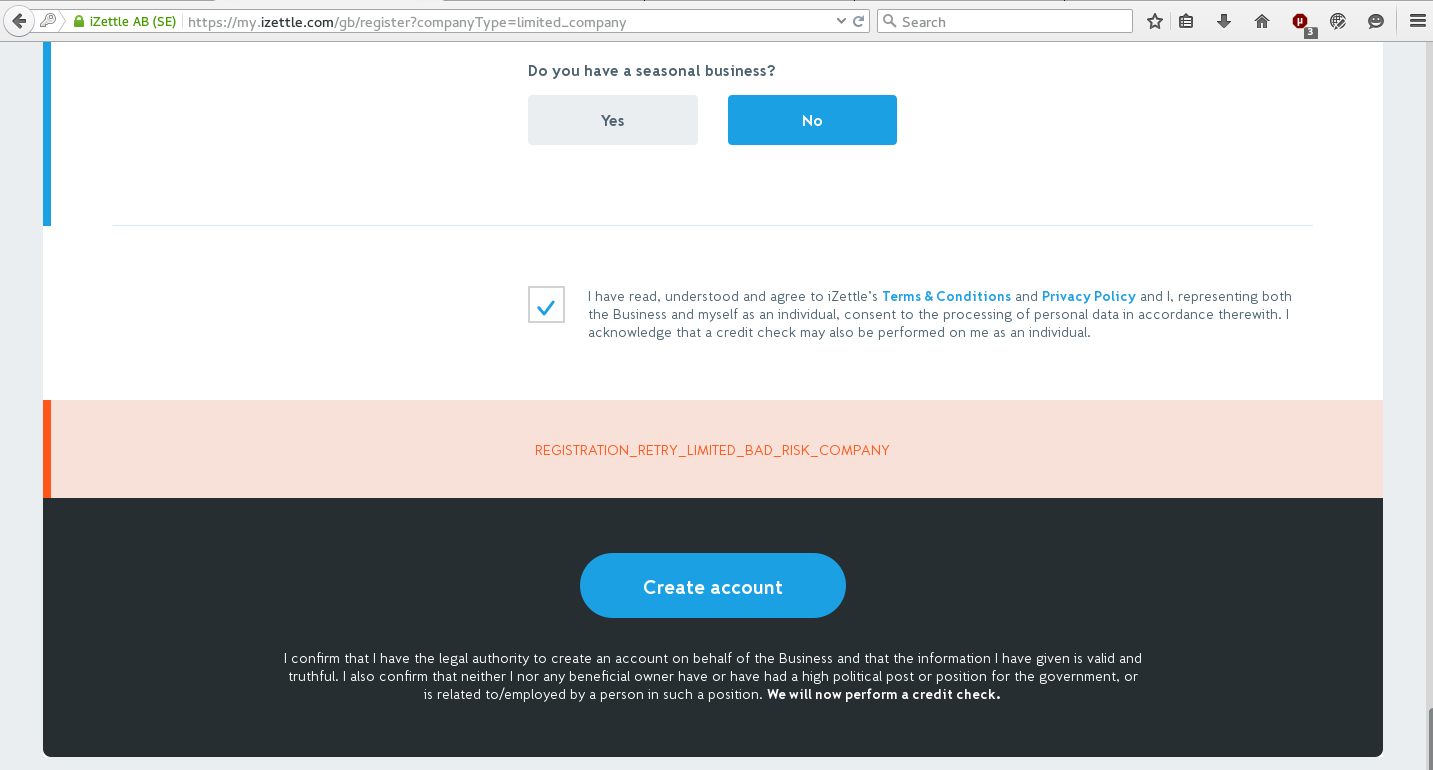 iZettle AB (SE) https://my.izettle.com/gb/register?companyType=limited_company Search 3
Do you have a seasonal business?
Yes No
I have read, understood and agree to iZettle's Terms & Conditions and Privacy Policy and I, representing both
the Business and myself as an individual, consent to the processing of personal data in accordance therewith. I
acknowledge that a credit check may also be performed on me as an individual.
REGISTRATION_RETRY_LIMITED_BAD_RISK_COMPANY
Create account
I confirm that I have the legal authority to create an account on behalf of the Business and that the information I have given is valid and
truthful. I also confirm that neither I nor any beneficial owner have or have had a high political post or position for the government, or
is related to/employed by a person in such a position. We will now perform a credit check.